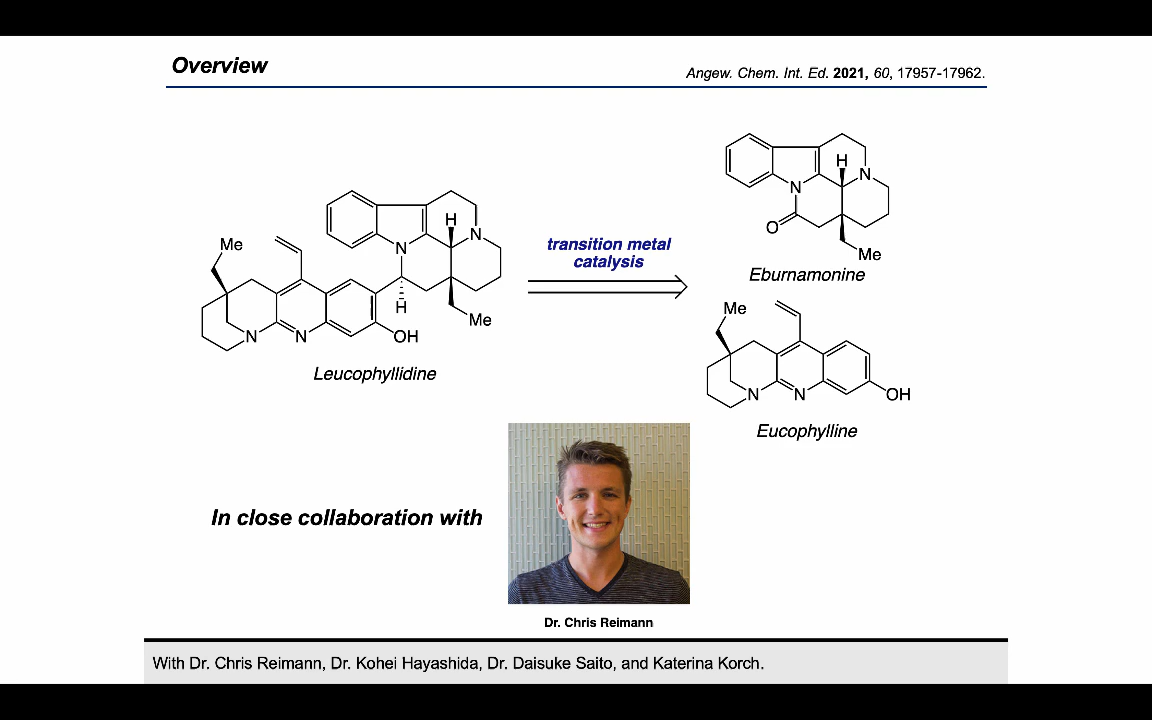 Overview
Angew. Chem. Int. Ed. 2021, 60, 17957-17962.
H
N
N
O
Me
Eburnamonine
H
N
N
H
Me
Me
N
N
OH
Leucophyllidine
transition metal
catalysis
Me
N
N
OH
Eucophylline
In close collaboration with
Dr. Chris Reimann
With Dr. Chris Reimann, Dr. Kohei Hayashida, Dr. Daisuke Saito, and Katerina Korch.